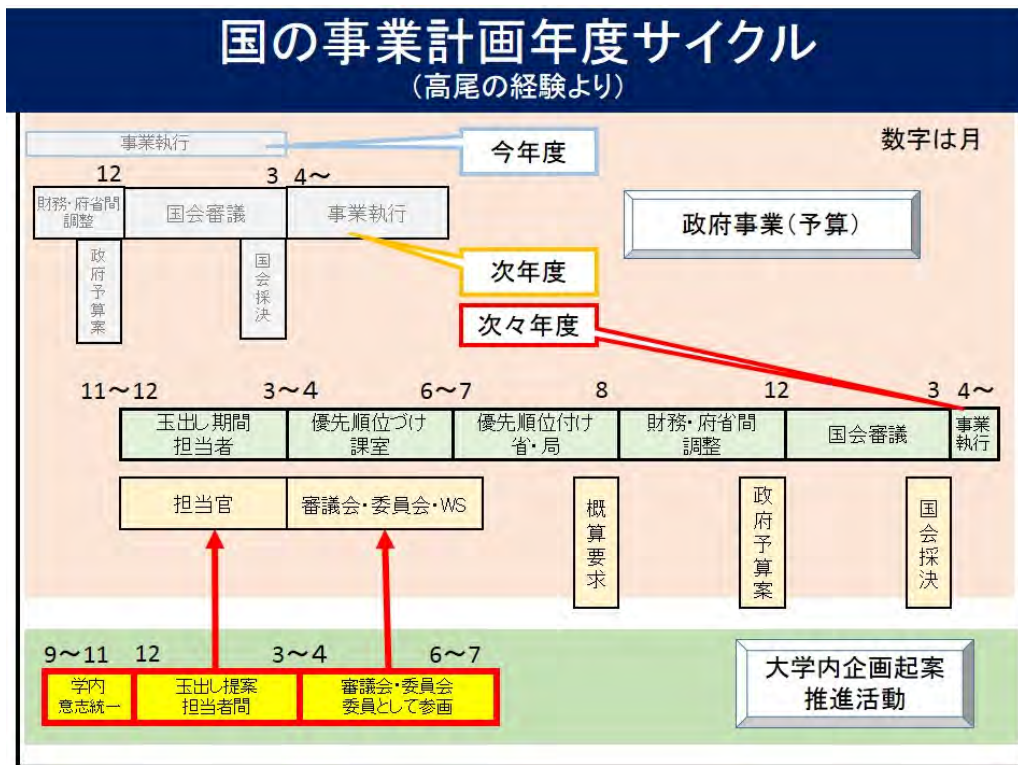 国の事業計画年度サイクル
(高尾の経験より)
事業執行
今年度
数字は月
12
3
4～
財務・府省間
調整
国会審議
事業執行
政府事業(予算)
政府予算案
国会採決
次年度
次々年度
11～12
3～4
6～7
8
12
3
4～
玉出し期間
担当者
優先順位づけ
課室
優先順位付け
省・局
財務・府省間
調整
国会審議
事業
執行
担当官
審議会・委員会・WS
概算要求
政府予算案
国会採決
9～11
12
3～4
6～7
学内
意志統一
玉出し提案
担当者間
審議会・委員会
委員として参画
大学内企画起案
推進活動